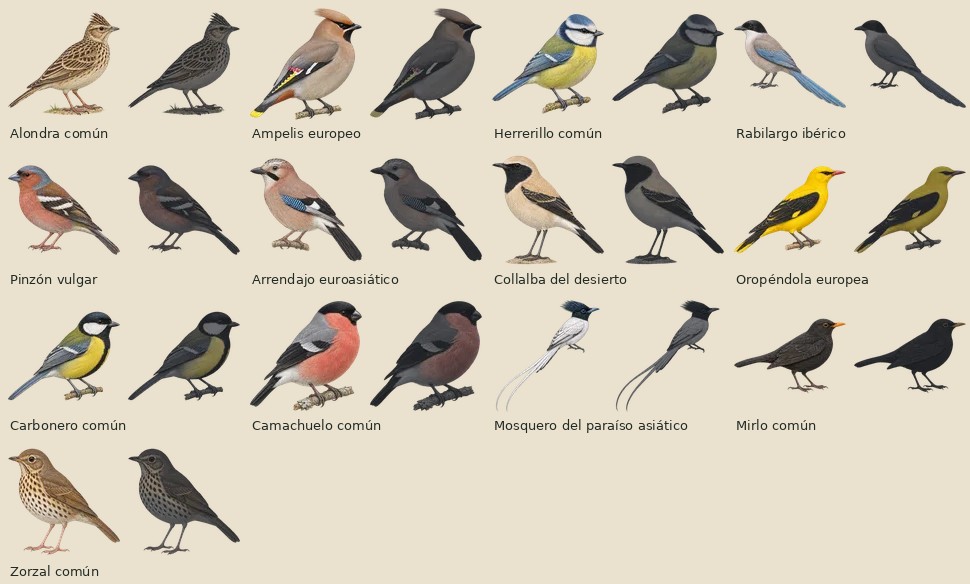 Alondra común
Ampelis europeo
Herrerillo común
Rabilargo ibérico
Pinzón vulgar
Arrendajo euroasiático
Collalba del desierto
Oropéndola europea
Carbonero común
Camachuelo común
Mosquero del paraíso asiático
Mirlo común
Zorzal común